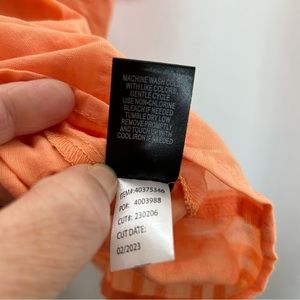 MACHINE WASH COLD
WITH LIKE COLORS
GENTLE CYCLE
USE NON-CHLORINE
BLEACH IF NEEDED
TUMBLE DRY LOW
REMOVE PROMPTLY
AND TOUCH UP WITH
COOL IRON IF NEEDED
ITEM#:40375346
PO#: 4003988
CUT#: 230206
CUT DATE:
02/2023